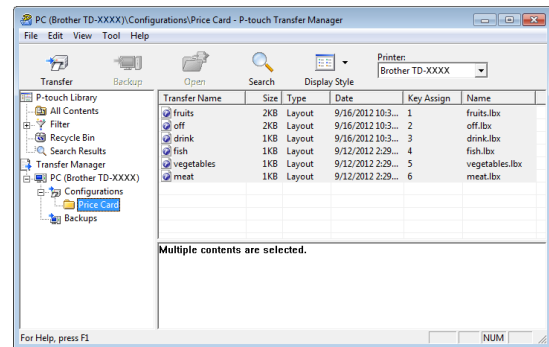 PC (Brother TD-XXXX)\Configurations\Price Card - P-touch Transfer Manager
File Edit View Tool Help
Transfer Backup Open Search Display Style
Printer:
Brother TD-XXXX
P-touch Library
All Contents
Filter
Recycle Bin
Search Results
Transfer Manager
PC (Brother TD-XXXX)
Configurations
Price Card
Backups
Transfer Name Size Type Date Key Assign Name
fruits 2KB Layout 9/16/2012 10:3... 1 fruits.lbx
off 2KB Layout 9/16/2012 10:3... 2 off.lbx
drink 1KB Layout 9/16/2012 10:3... 3 drink.lbx
fish 1KB Layout 9/12/2012 2:29... 4 fish.lbx
vegetables 1KB Layout 9/12/2012 2:29... 5 vegetables.lbx
meat 1KB Layout 9/12/2012 2:29... 6 meat.lbx
Multiple contents are selected.
For Help, press F1
NUM